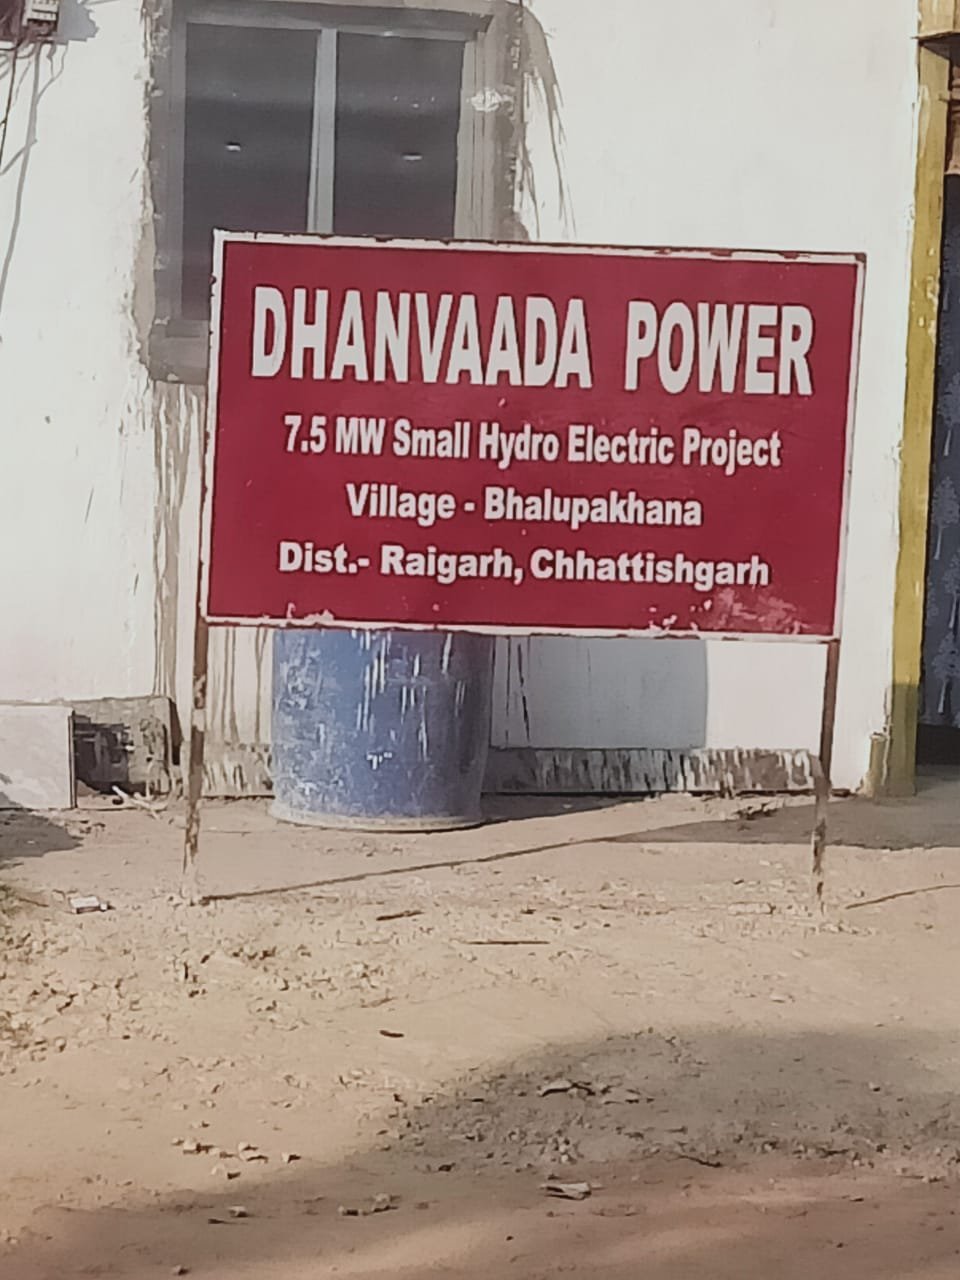 DHANVAADA POWER
7.5 MW Small Hydro Electric Project
Village - Bhalupakhana
Dist.- Raigarh, Chhattishgarh